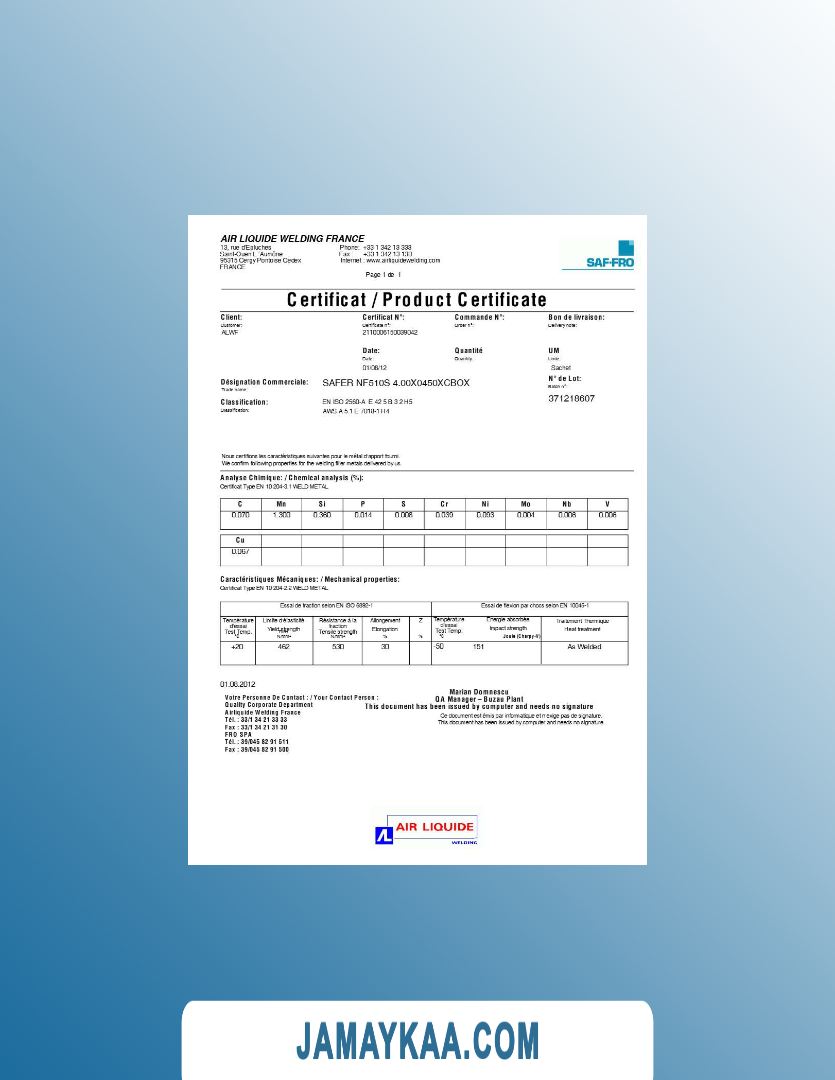 AIR LIQUIDE WELDING FRANCE
13, rue d'Epluches Phone: +33 1 342 13 333
Saint-Ouen L'Aumône Fax: +33 1 342 13 130
95315 Cergy Pontoise Cedex Internet: www.airliquidewelding.com
FRANCE
Page 1 de 1
SAF-FRO
Certificat / Product Certificate
Client: Certificat N°: Commande N°: Bon de livraison:
Customer: Certificate n°: Order n°: Delivery note:
ALWF 2110006150039042
Date: Quantité UM
Date: Quantity: Units:
01/08/12 Sachet
Désignation Commerciale: SAFER NF510S 4.00X0450XCBOX N° de Lot:
Trade name: Batch n°:
371218607
Classification: EN ISO 2560-A E 42 5 B 3 2 H5
Classification: AWS A 5.1 E 7018-1 H4
Nous certifions les caractéristiques suivantes pour le métal d'apport fourni.
We confirm following properties for the welding filler metals delivered by us.
Analyse Chimique: / Chemical analysis (%):
Certificat Type EN 10 204-3.1 WELD METAL
C Mn Si P S Cr Ni Mo Nb V
0.070 1.300 0.360 0.014 0.008 0.039 0.093 0.004 0.006 0.006
Cu
0.067
Caractéristiques Mécaniques: / Mechanical properties:
Certificat Type EN 10 204-2.2 WELD METAL
Essai de traction selon EN ISO 6892-1 Essai de flexion par chocs selon EN 10045-1
Température d'essai Limite d'élasticité Résistance à la traction Allongement Z Température d'essai Energie absorbée Traitement Thermique
Test Temp. Yield strength Tensile strength Elongation Test Temp. Impact strength Heat treatment
°C N/mm² N/mm² % % °C Joule (Charpy-V)
+20 462 530 30 -50 151 As Welded
01.08.2012
Marian Domnescu
QA Manager – Buzau Plant
This document has been issued by computer and needs no signature
Ce document est émis par informatique et n'exige pas de signature.
This document has been issued by computer and needs no signature.
Votre Personne De Contact : / Your Contact Person :
Quality Corporate Department
Airliquide Welding France
Tél. : 33/1 34 21 33 33
Fax : 33/1 34 21 31 30
FRO SPA
Tél. : 39/045 82 91 511
Fax : 39/045 82 91 500
AL AIR LIQUIDE
WELDING
JAMAYKAA.COM